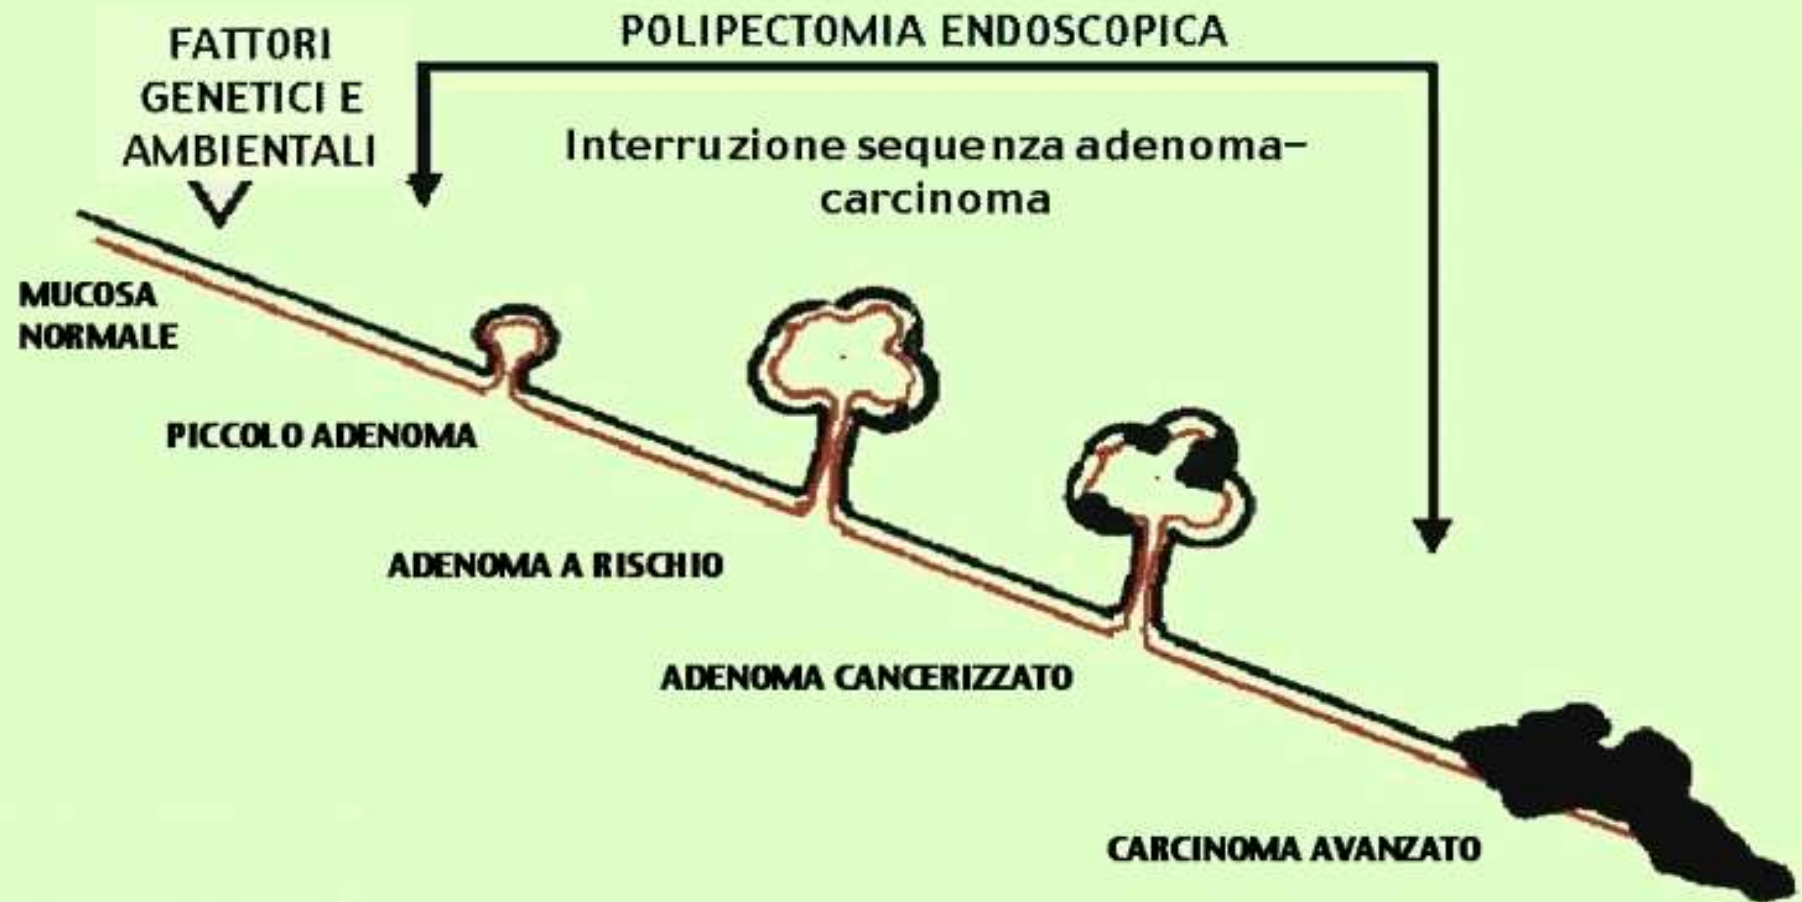 FATTORI
GENETICI E
AMBIENTALI
POLIPECTOMIA ENDOSCOPICA
Interruzione sequenza adenoma–
carcinoma
MUCOSA
NORMALE
PICCOLO ADENOMA
ADENOMA A RISCHIO
ADENOMA CANCERIZZATO
CARCINOMA AVANZATO